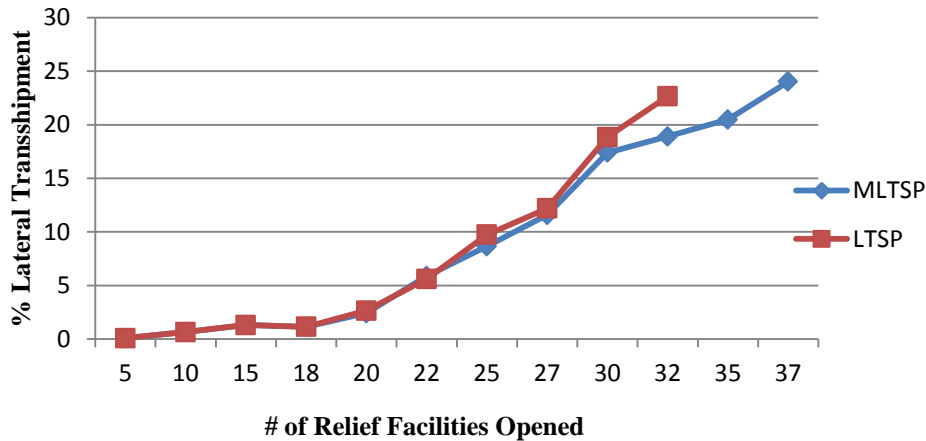 30
25
20
15
10
5
0
% Lateral Transshipment
5 10 15 18 20 22 25 27 30 32 35 37
# of Relief Facilities Opened
MLTSP
LTSP